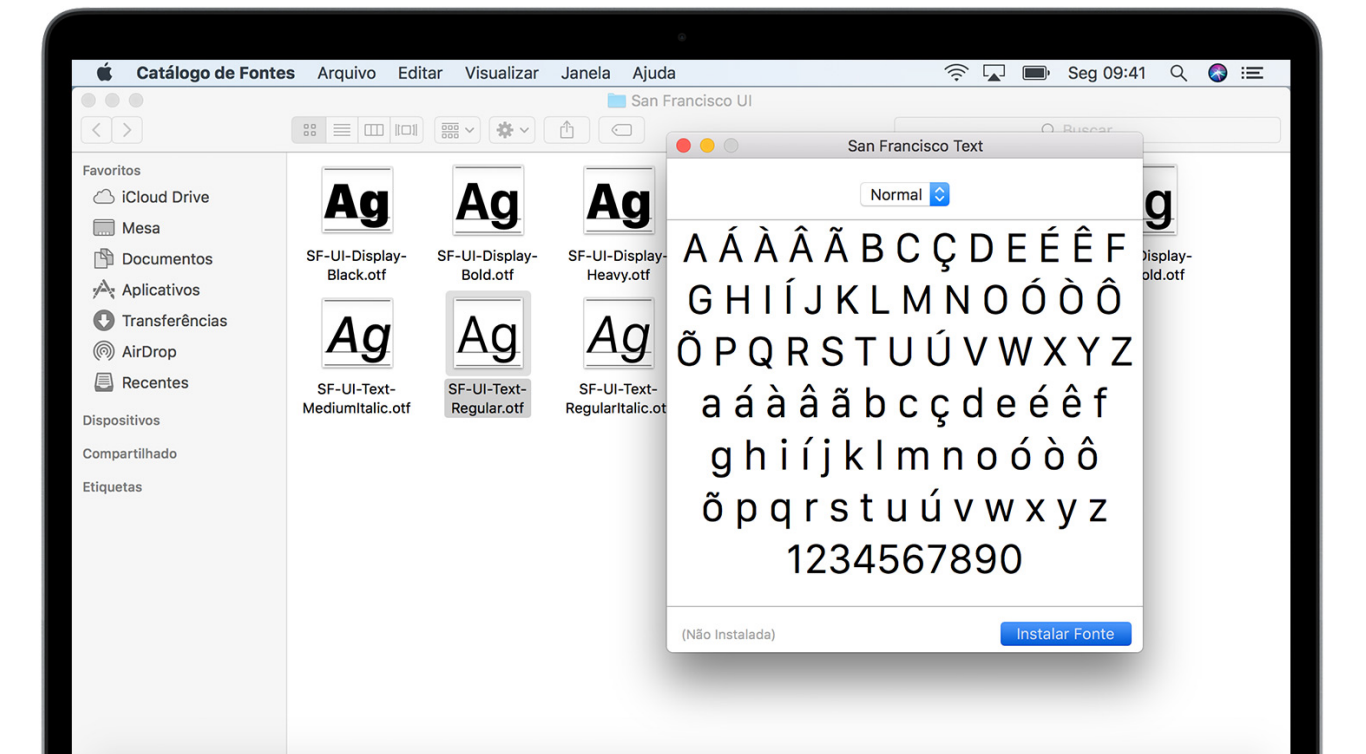 Catálogo de Fontes Arquivo Editar Visualizar Janela Ajuda Seg 09:41
San Francisco UI
Buscar
San Francisco Text
Favoritos
iCloud Drive
Mesa
Documentos
Aplicativos
Transferências
AirDrop
Recentes
Dispositivos
Compartilhado
Etiquetas
Ag Ag Ag g
SF-UI-Display- SF-UI-Display- SF-UI-Display- Display-
Black.otf Bold.otf Heavy.otf old.otf
Ag Ag Ag
SF-UI-Text- SF-UI-Text- SF-UI-Text-
MediumItalic.otf Regular.otf RegularItalic.ot
Normal
A Á À Â Ã B C Ç D E É Ê F
G H I Í J K L M N O Ó Ò Ô
Õ P Q R S T U Ú V W X Y Z
a á à â ã b c ç d e é ê f
g h i í j k l m n o ó ò ô
õ p q r s t u ú v w x y z
1234567890
(Não Instalada) Instalar Fonte